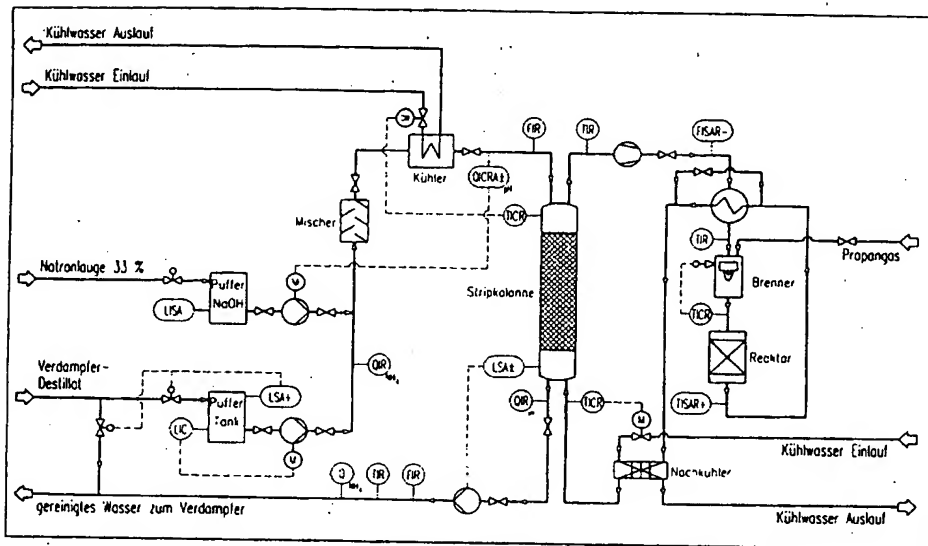 Kühlwasser Auslauf
Kühlwasser Einlauf
FIR
TIR
FISAR-
Kühler
QICRA±
pH
TICR
Mischer
TIR
Propangas
Natronlauge 33 %
Puffer
NaOH
M
Stripkolonne
Brenner
LISA
TICR
Reaktor
Verdampfer-
Destillat
QIR
NH₄
LSA±
LSA+
Puffer
Tank
QIR
TICR
TISAR+
LIC
M
M
Kühlwasser
Einlauf
Nachkühler
Q
NH₄
TIR
FIR
gereinigtes Wasser zum Verdampfer
Kühlwasser Auslauf